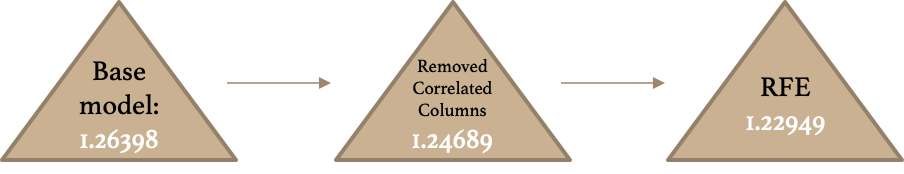 Base
model:
1.26398
Removed
Correlated
Columns
1.24689
RFE
1.22949